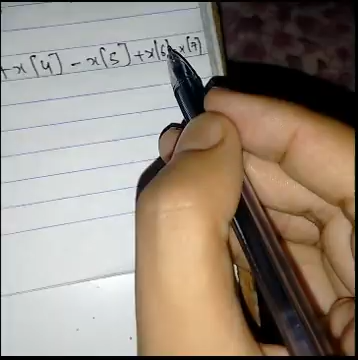 + x[4] - x[5] + x[6] - x[7]